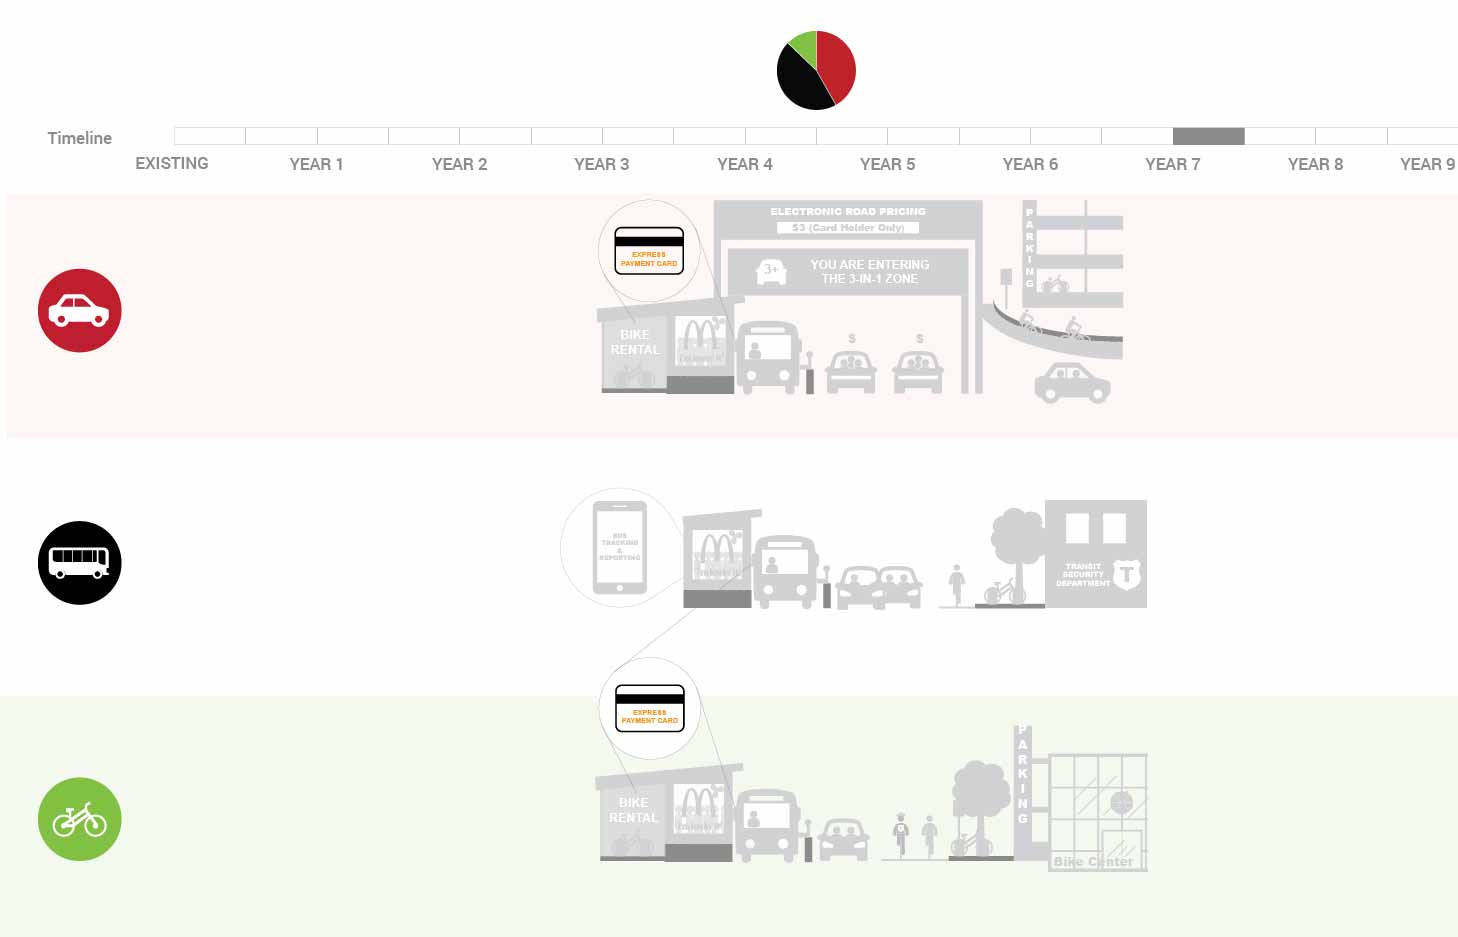 Timeline
EXISTING
YEAR 1
YEAR 2
YEAR 3
YEAR 4
YEAR 5
YEAR 6
YEAR 7
YEAR 8
YEAR 9
EXPRESS
PAYMENT CARD
ELECTRONIC ROAD PRICING
$3 (Card Holder Only)
3+
YOU ARE ENTERING
THE 3-IN-1 ZONE
PARKING
BIKE
RENTAL
i'm lovin' it
$
$
BUS
TRACKING
&
REPORTING
TRANSIT
SECURITY
DEPARTMENT
T
EXPRESS
PAYMENT CARD
PARKING
BIKE
RENTAL
Bike Center